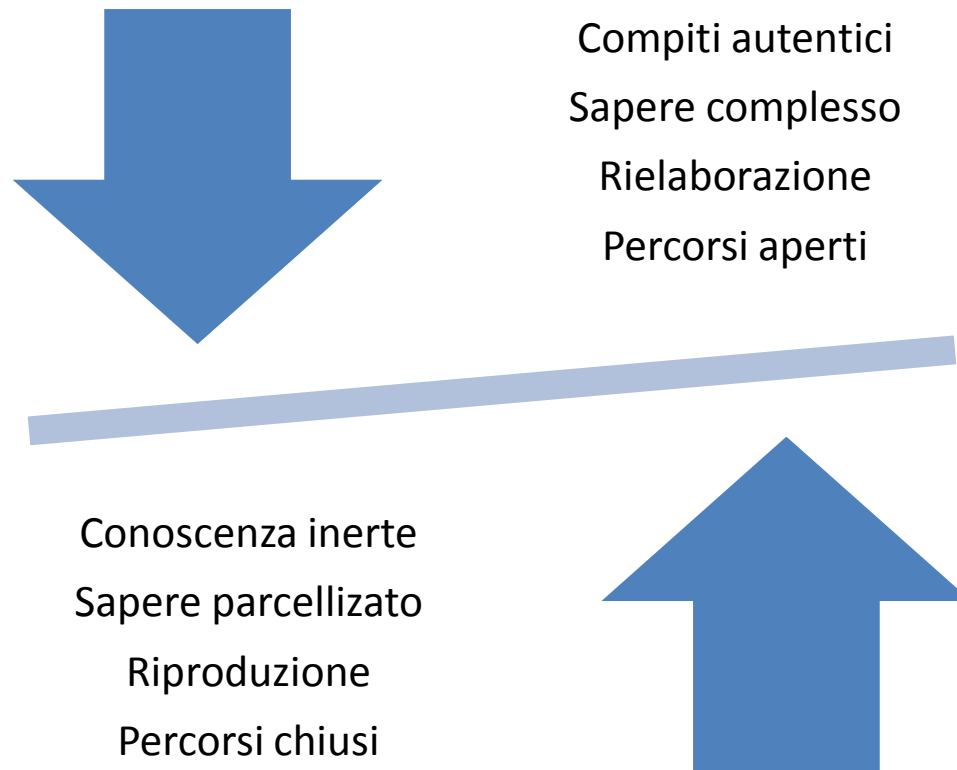 Compiti autentici
Sapere complesso
Rielaborazione
Percorsi aperti
Conoscenza inerte
Sapere parcellizato
Riproduzione
Percorsi chiusi